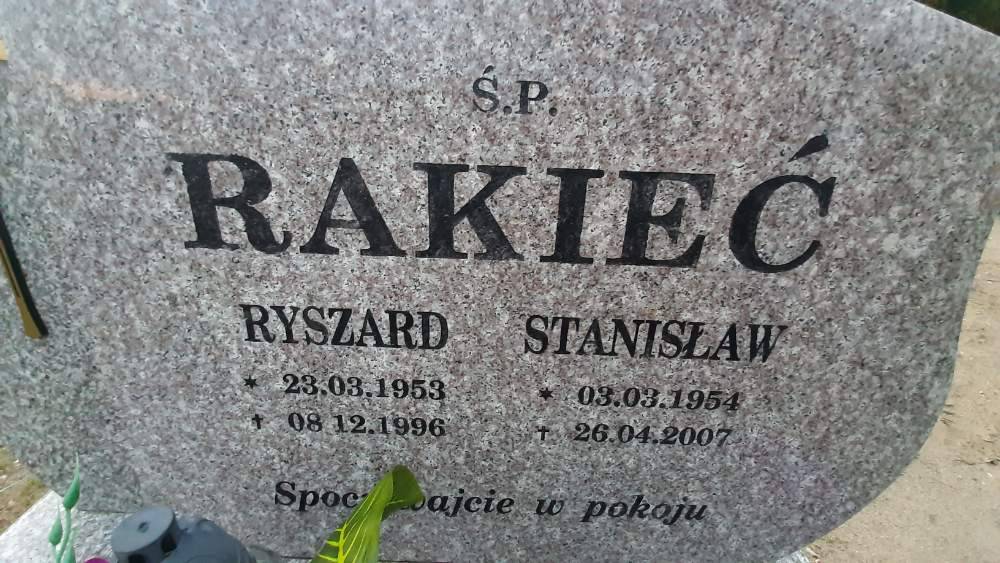 Ś.P.
RAKIEĆ
RYSZARD STANISŁAW
* 23.03.1953 * 03.03.1954
† 08 12.1996 † 26.04.2007
w pokoju